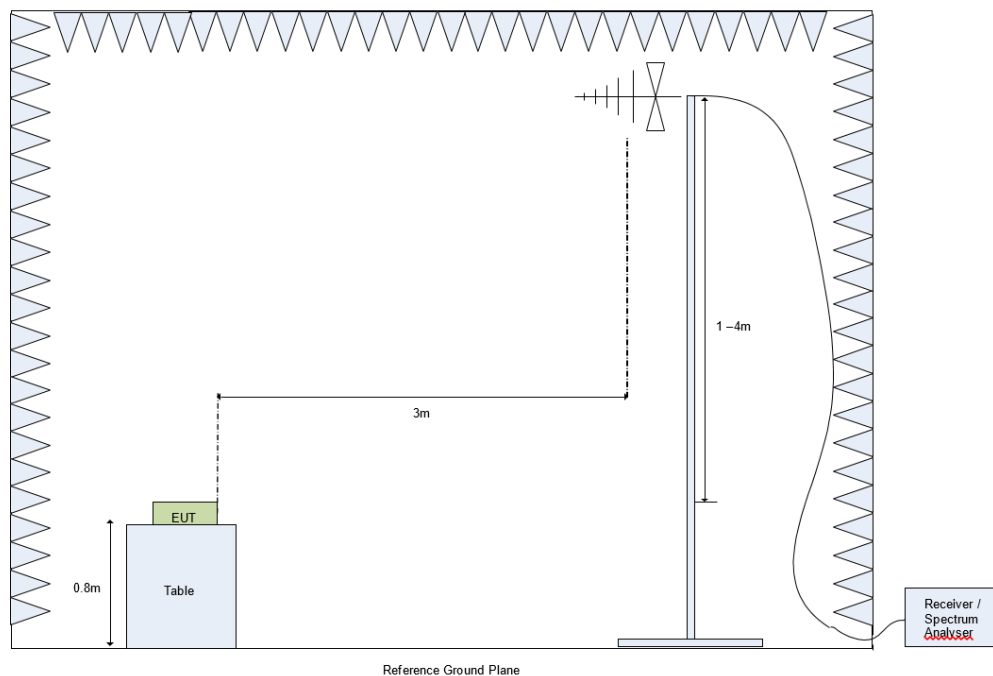 1 –4m
3m
EUT
0.8m
Table
Receiver /
Spectrum
Analyser
Reference Ground Plane